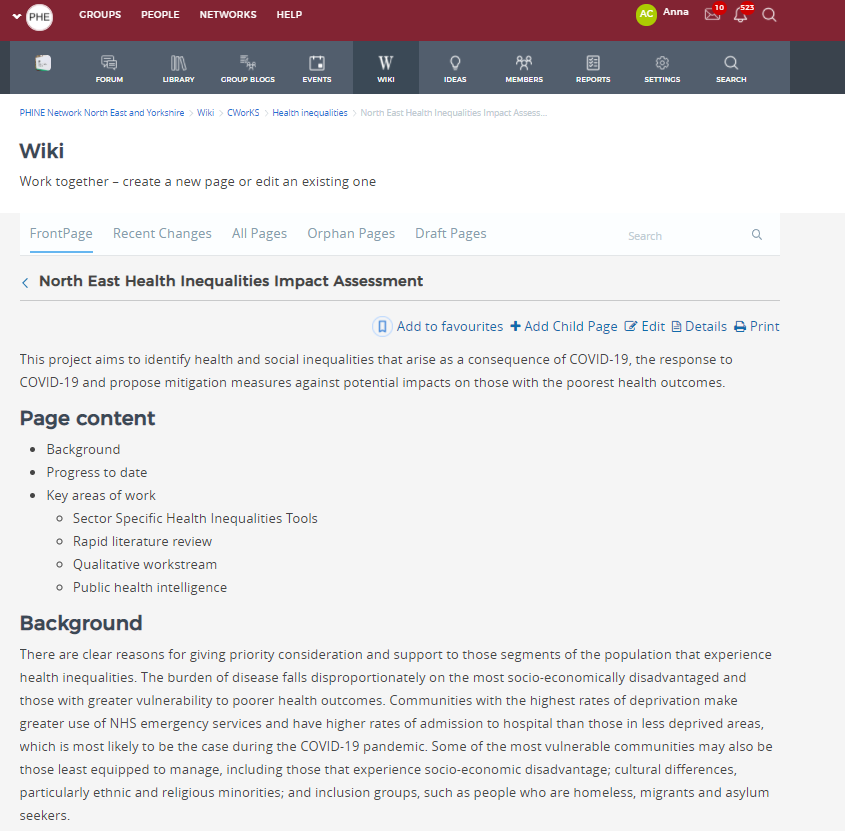 PHE GROUPS PEOPLE NETWORKS HELP AC Anna 10 523
FORUM LIBRARY GROUP BLOGS EVENTS W WIKI IDEAS MEMBERS REPORTS SETTINGS SEARCH
PHINE Network North East and Yorkshire > Wiki > CWorKS > Health inequalities > North East Health Inequalities Impact Assess...
Wiki
Work together – create a new page or edit an existing one
FrontPage Recent Changes All Pages Orphan Pages Draft Pages Search
North East Health Inequalities Impact Assessment
Add to favourites Add Child Page Edit Details Print
This project aims to identify health and social inequalities that arise as a consequence of COVID-19, the response to
COVID-19 and propose mitigation measures against potential impacts on those with the poorest health outcomes.
Page content
Background
Progress to date
Key areas of work
Sector Specific Health Inequalities Tools
Rapid literature review
Qualitative workstream
Public health intelligence
Background
There are clear reasons for giving priority consideration and support to those segments of the population that experience
health inequalities. The burden of disease falls disproportionately on the most socio-economically disadvantaged and
those with greater vulnerability to poorer health outcomes. Communities with the highest rates of deprivation make
greater use of NHS emergency services and have higher rates of admission to hospital than those in less deprived areas,
which is most likely to be the case during the COVID-19 pandemic. Some of the most vulnerable communities may also be
those least equipped to manage, including those that experience socio-economic disadvantage; cultural differences,
particularly ethnic and religious minorities; and inclusion groups, such as people who are homeless, migrants and asylum
seekers.